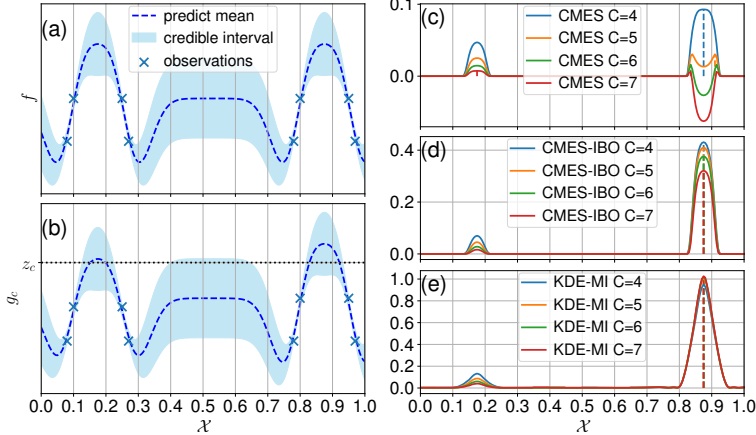 (a)
predict mean
credible interval
observations
f
(b)
z̃_c
g_c
0.0 0.1 0.2 0.3 0.4 0.5 0.6 0.7 0.8 0.9 1.0
𝒳
(c)
0.1
0.0
CMES C=4
CMES C=5
CMES C=6
CMES C=7
(d)
0.4
0.2
0.0
CMES-IBO C=4
CMES-IBO C=5
CMES-IBO C=6
CMES-IBO C=7
(e)
1.0
0.8
0.6
0.4
0.2
0.0
KDE-MI C=4
KDE-MI C=5
KDE-MI C=6
KDE-MI C=7
0.0 0.1 0.2 0.3 0.4 0.5 0.6 0.7 0.8 0.9 1.0
𝒳